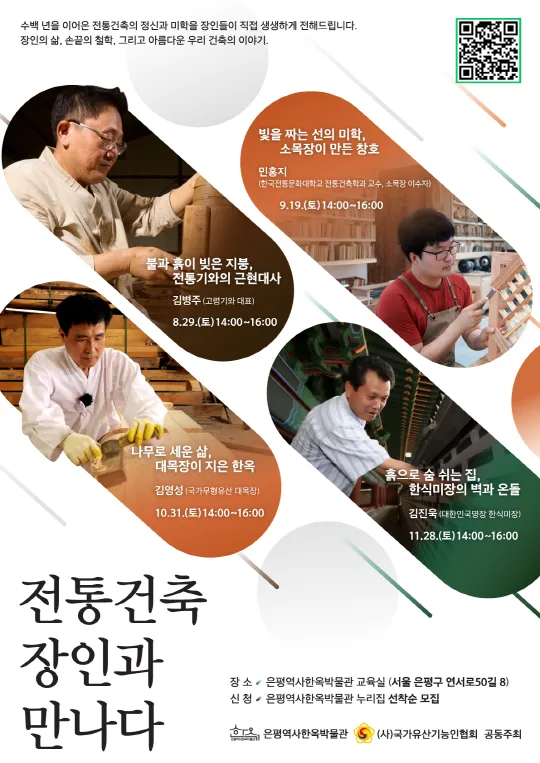 수백 년을 이어온 전통건축의 정신과 미학을 장인들이 직접 생생하게 전해드립니다.
장인의 삶, 손끝의 철학, 그리고 아름다운 우리 건축의 이야기.
빛을 짜는 선의 미학,
소목장이 만든 창호
민홍지
(한국전통문화대학교 전통건축학과 교수, 소목장 이수자)
9.19.(토)14:00~16:00
불과 흙이 빚은 지붕,
전통기와의 근현대사
김병주 (고령기와 대표)
8.29.(토)14:00~16:00
나무로 세운 삶,
대목장이 지은 한옥
김영성 (국가무형유산 대목장)
10.31.(토)14:00~16:00
흙으로 숨 쉬는 집,
한식미장의 벽과 온돌
김진욱 (대한민국명장 한식미장)
11.28.(토)14:00~16:00
전통건축
장인과
만나다
장 소 은평역사한옥박물관 교육실 (서울 은평구 연서로50길 8)
신 청 은평역사한옥박물관 누리집 선착순 모집
은평역사한옥박물관 (사)국가유산기능인협회 공동주최